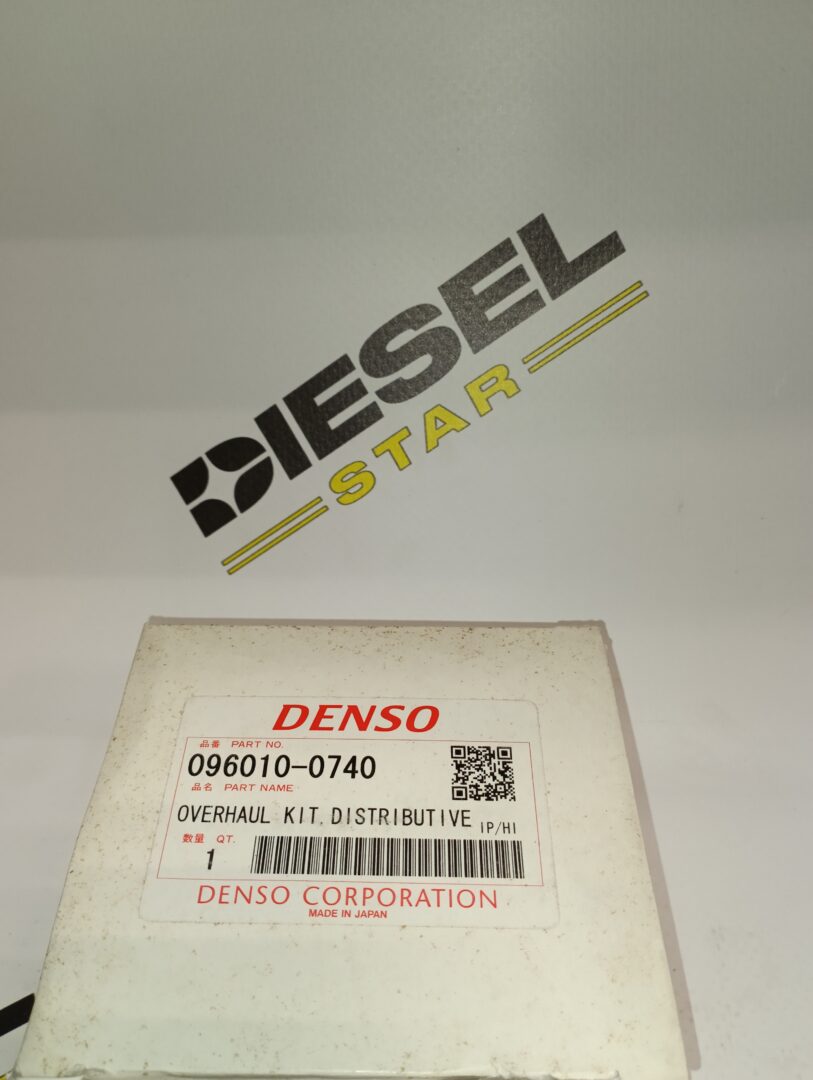 DIESEL
STAR
DENSO
品番 PART NO.
096010-0740
品名 PART NAME
OVERHAUL KIT, DISTRIBUTIVE IP/HI
数量 QT.
1
DENSO CORPORATION
MADE IN JAPAN